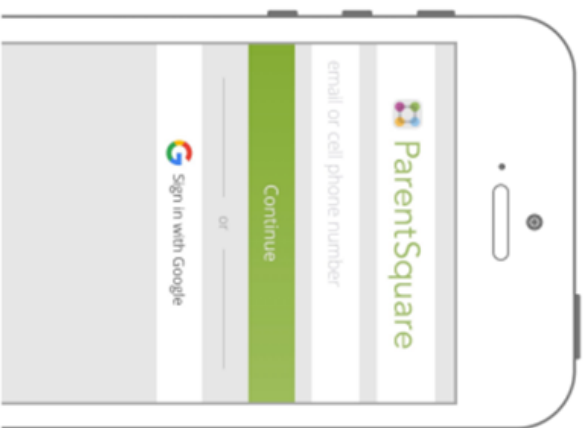 ParentSquare
email or cell phone number
Continue
or
Sign in with Google